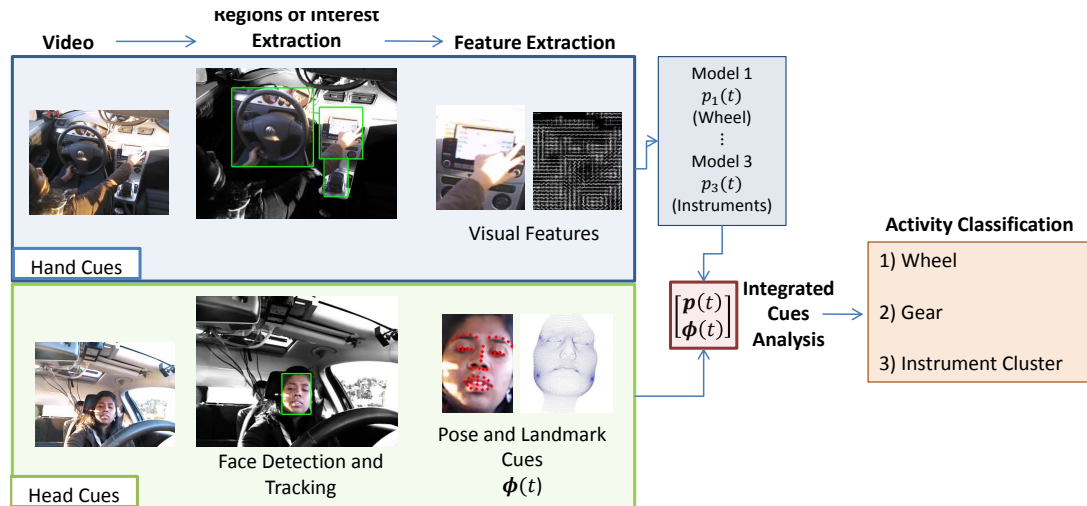 Video
Regions of Interest
Extraction
Feature Extraction
Visual Features
Hand Cues
Model 1
p₁(t)
(Wheel)
⋮
Model 3
p₃(t)
(Instruments)
Activity Classification
1) Wheel
2) Gear
3) Instrument Cluster
[p(t)
ϕ(t)]
Integrated
Cues
Analysis
Face Detection and
Tracking
Pose and Landmark
Cues
ϕ(t)
Head Cues